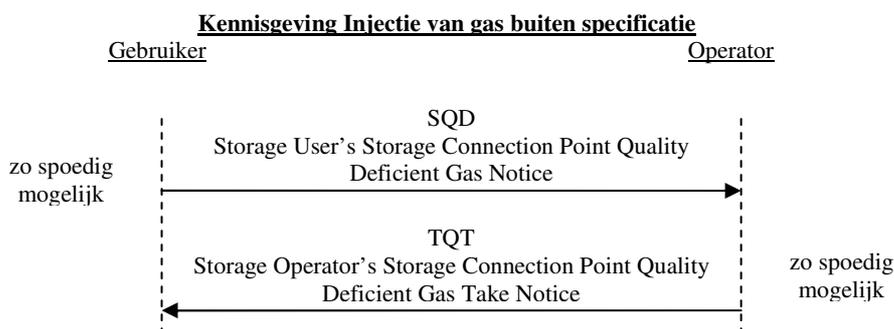 Kennisgeving Injectie van gas buiten specificatie
Gebruiker Operator
SQD
Storage User's Storage Connection Point Quality
Deficient Gas Notice
zo spoedig
mogelijk
TQT
Storage Operator's Storage Connection Point Quality
Deficient Gas Take Notice
zo spoedig
mogelijk